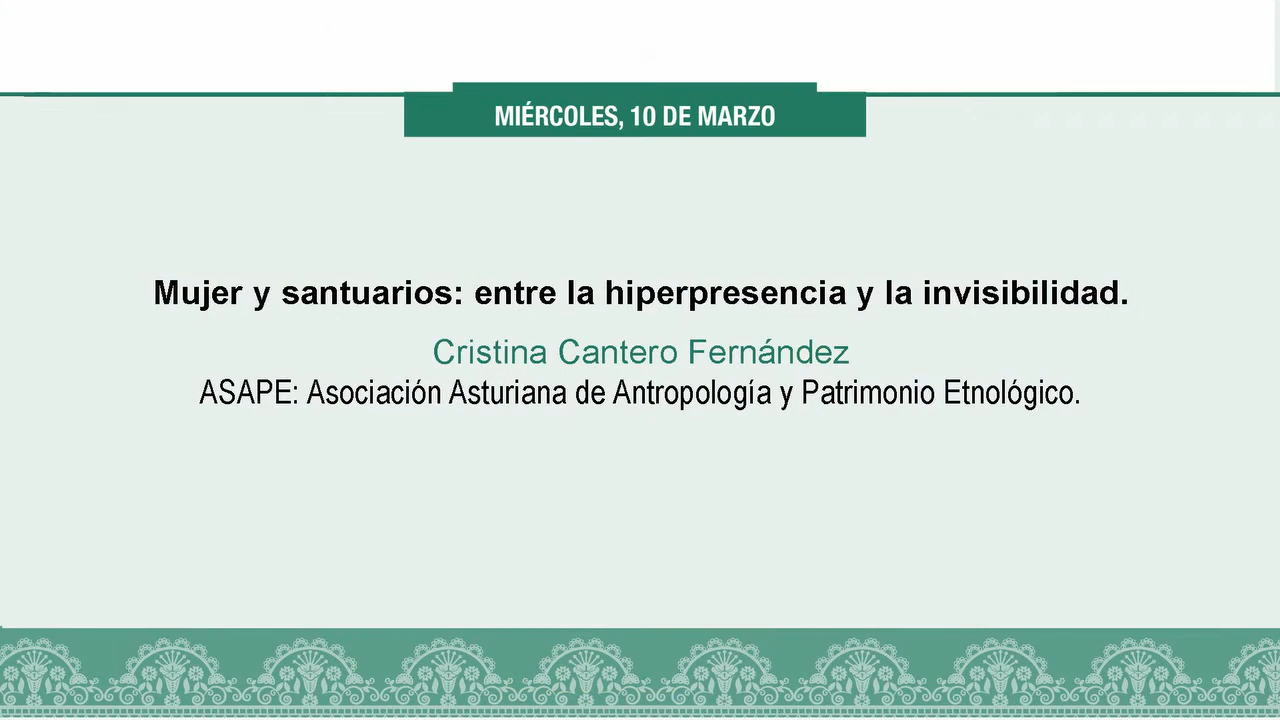 MIÉRCOLES, 10 DE MARZO
Mujer y santuarios: entre la hiperpresencia y la invisibilidad.
Cristina Cantero Fernández
ASAPE: Asociación Asturiana de Antropología y Patrimonio Etnológico.